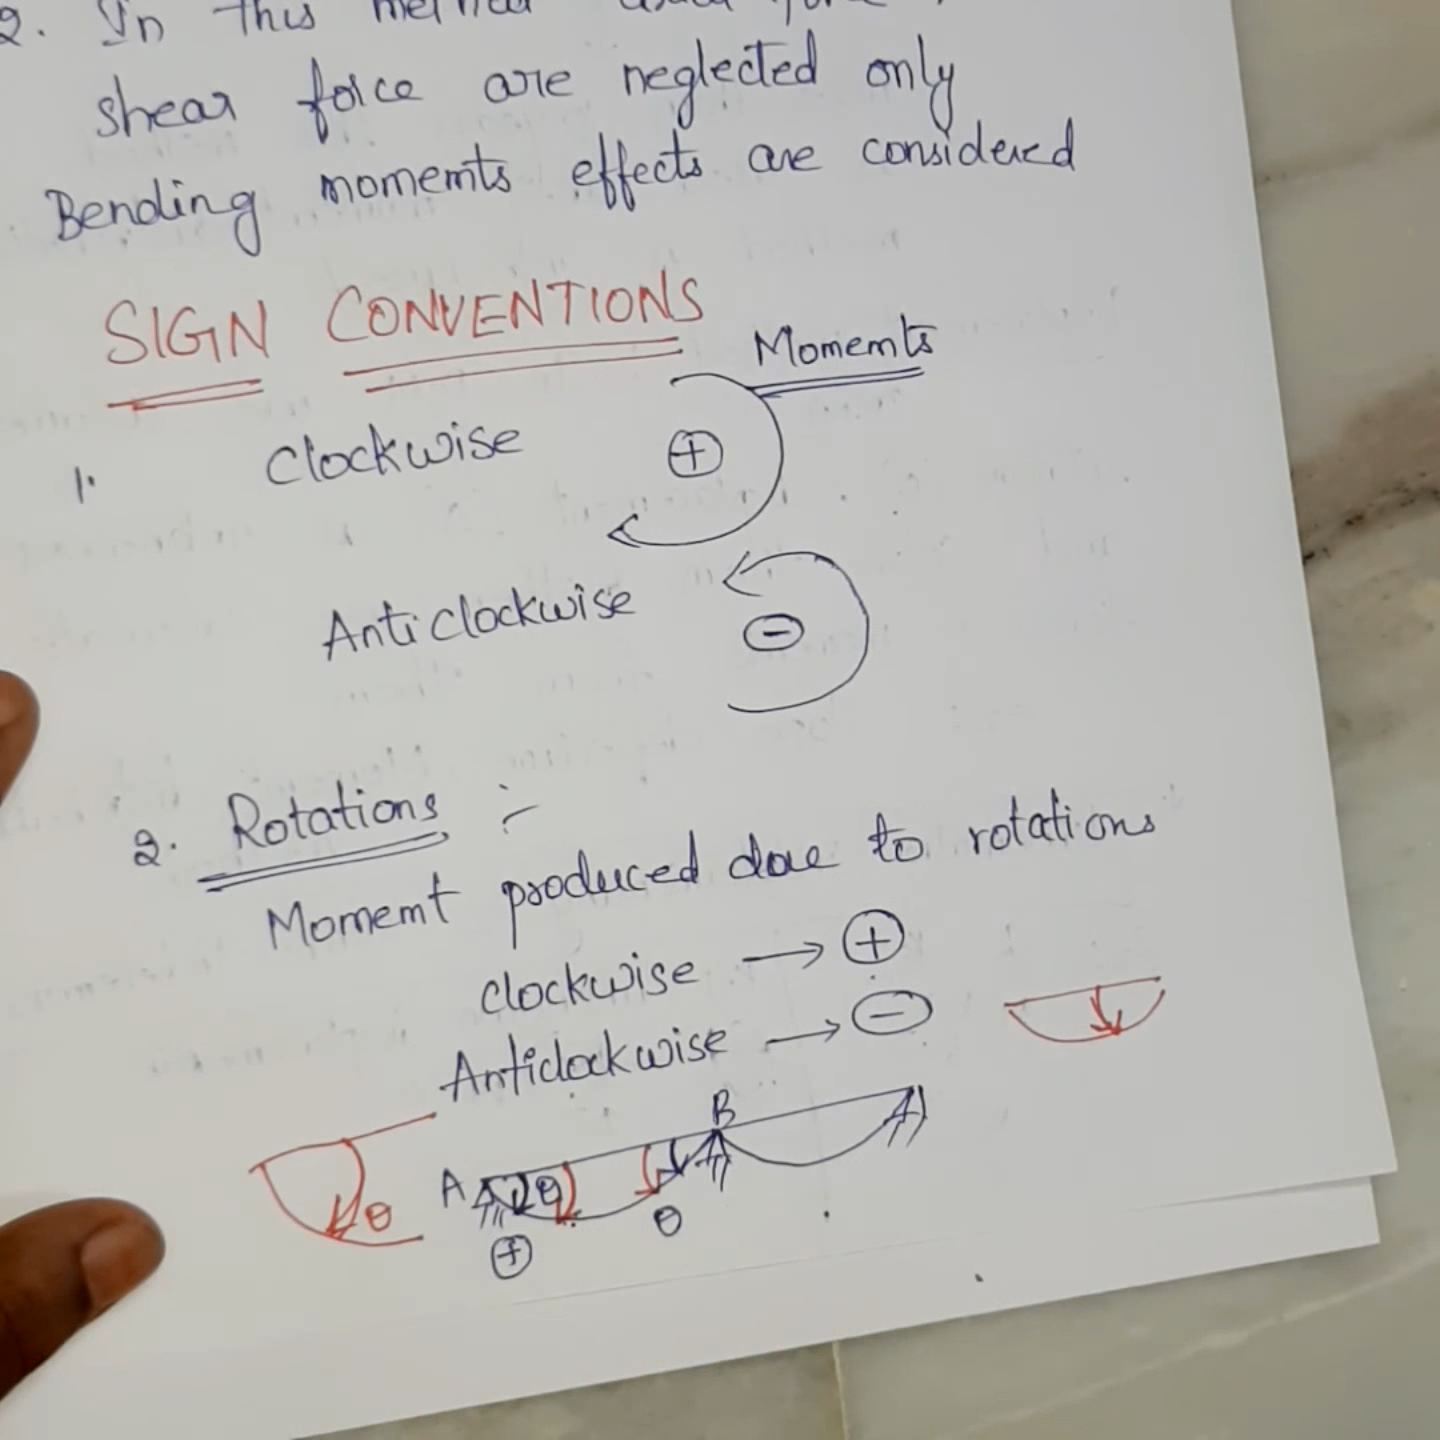 2. In this method
shear force are neglected only
Bending moments effects are considered
SIGN CONVENTIONS
Moments
1. Clockwise +
Anticlockwise -
2. Rotations :-
Moment produced due to rotations
clockwise → +
Anticlockwise → -
B
A θ
θ θ
+